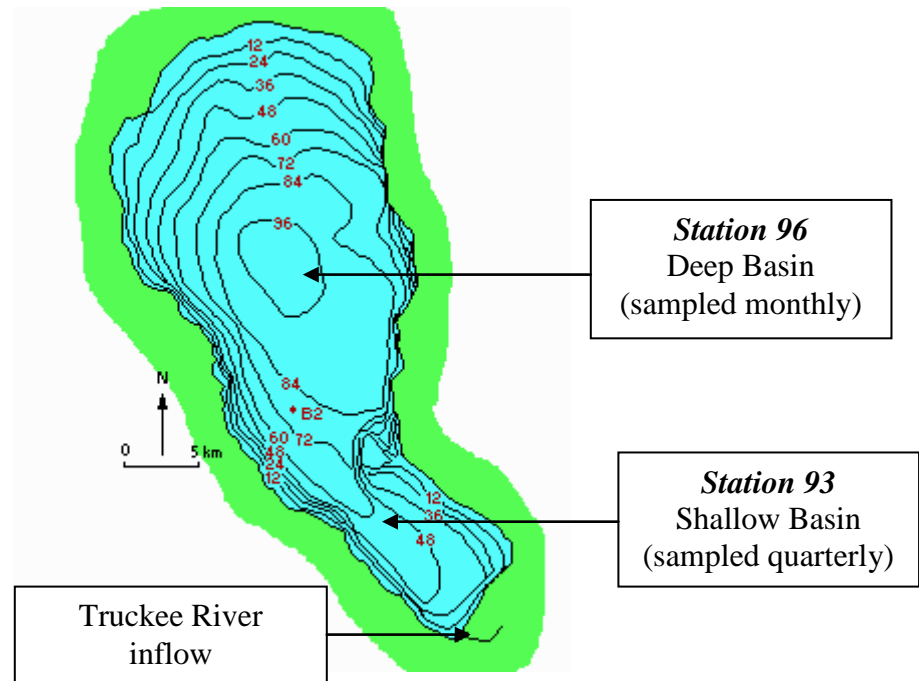 12
24
36
48
60
72
84
96
Station 96
Deep Basin
(sampled monthly)
N
0 5 km
84
B2
60 72
48
24
12
12
36
48
Station 93
Shallow Basin
(sampled quarterly)
Truckee River
inflow